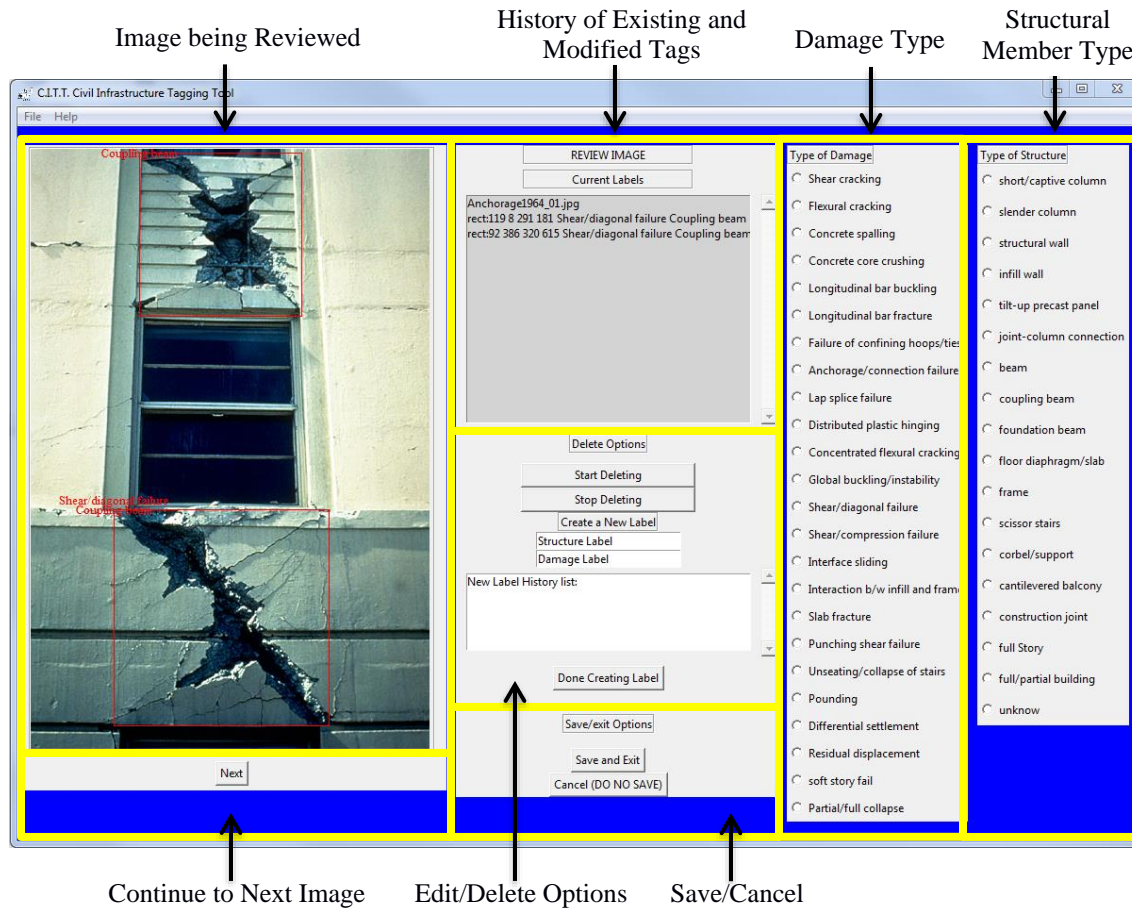 Image being Reviewed
History of Existing and
Modified Tags
Damage Type
Structural
Member Type
C.I.T.T. Civil Infrastructure Tagging Tool
File Help
Coupling beam
Shear/diagonal failure
Coupling beam
Next
REVIEW IMAGE
Current Labels
Anchorage1964_01.jpg
rect:119 8 291 181 Shear/diagonal failure Coupling beam
rect:92 386 320 615 Shear/diagonal failure Coupling beam
Delete Options
Start Deleting
Stop Deleting
Create a New Label
Structure Label
Damage Label
New Label History list:
Done Creating Label
Save/exit Options
Save and Exit
Cancel (DO NO SAVE)
Type of Damage
Shear cracking
Flexural cracking
Concrete spalling
Concrete core crushing
Longitudinal bar buckling
Longitudinal bar fracture
Failure of confining hoops/ties
Anchorage/connection failure
Lap splice failure
Distributed plastic hinging
Concentrated flexural cracking
Global buckling/instability
Shear/diagonal failure
Shear/compression failure
Interface sliding
Interaction b/w infill and frame
Slab fracture
Punching shear failure
Unseating/collapse of stairs
Pounding
Differential settlement
Residual displacement
soft story fail
Partial/full collapse
Type of Structure
short/captive column
slender column
structural wall
infill wall
tilt-up precast panel
joint-column connection
beam
coupling beam
foundation beam
floor diaphragm/slab
frame
scissor stairs
corbel/support
cantilevered balcony
construction joint
full Story
full/partial building
unknow
Continue to Next Image
Edit/Delete Options
Save/Cancel